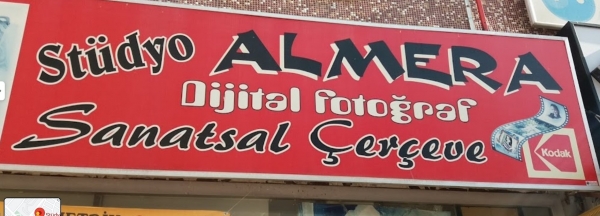 Stüdyo ALMERA
Dijital fotoğraf
Sanatsal Çerçeve
Kodak